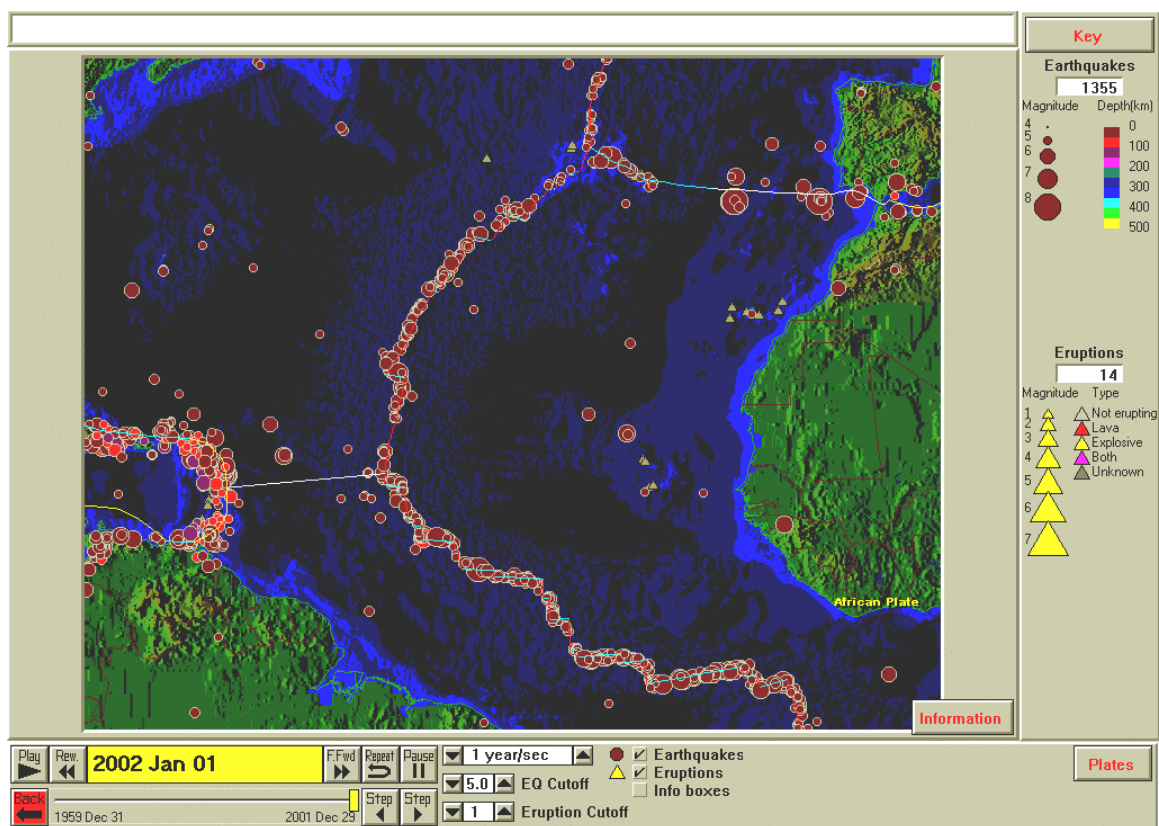 Key
Earthquakes
1355
Magnitude Depth(km)
4
5
6
7
8
0
100
200
300
400
500
Eruptions
14
Magnitude Type
1
2
3
4
5
6
7
Not erupting
Lava
Explosive
Both
Unknown
African Plate
Information
Play
Rew.
2002 Jan 01
F.Fwd
Repeat
Pause
1 year/sec
Earthquakes
5.0 EQ Cutoff
Eruptions
Info boxes
Plates
Back
1959 Dec 31
2001 Dec 29
Step
Step
1 Eruption Cutoff